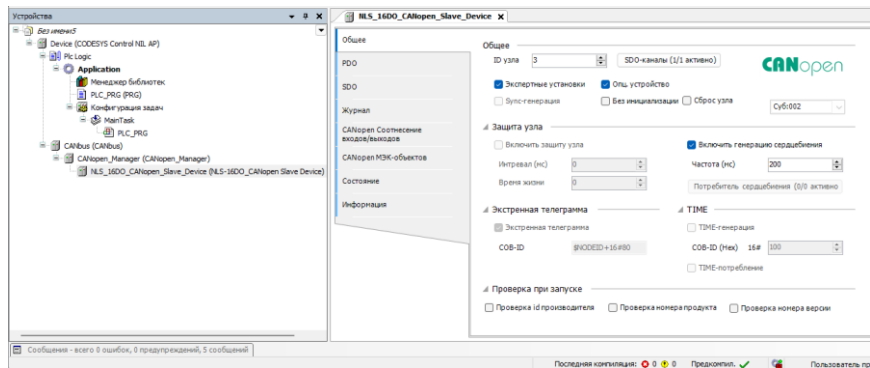 Устройства
NLS_16DO_CANopen_Slave_Device
Безимени5
Device (CODESYS Control NIL AP)
Plc Logic
Application
Менеджер библиотек
PLC_PRG (PRG)
Конфигурация задач
MainTask
PLC_PRG
CANbus (CANbus)
CANopen_Manager (CANopen_Manager)
NLS_16DO_CANopen_Slave_Device (NLS-16DO_CANopen Slave Device)
Общее
PDO
SDO
Журнал
CANopen Соотнесение
входов/выходов
CANopen МЭК-объектов
Состояние
Информация
Общее
ID узла 3 SDO-каналы (1/1 активно)
CANopen
Экспертные установки Опц. устройство
Sync-генерация Без инициализации Сброс узла Суб:002
Защита узла
Включить защиту узла Включить генерацию сердцебиения
Интревал (мс) 0 Частота (мс) 200
Время жизни 0 Потребитель сердцебиения (0/0 активно
Экстренная телеграмма TIME
Экстренная телеграмма TIME-генерация
COB-ID $NODEID+16#80 COB-ID (Hex) 16# 100
TIME-потребление
Проверка при запуске
Проверка id производителя Проверка номера продукта Проверка номера версии
Сообщения - всего 0 ошибок, 0 предупреждений, 5 сообщений
Последняя компиляция: 0 0 Предкомпил. Пользователь пр